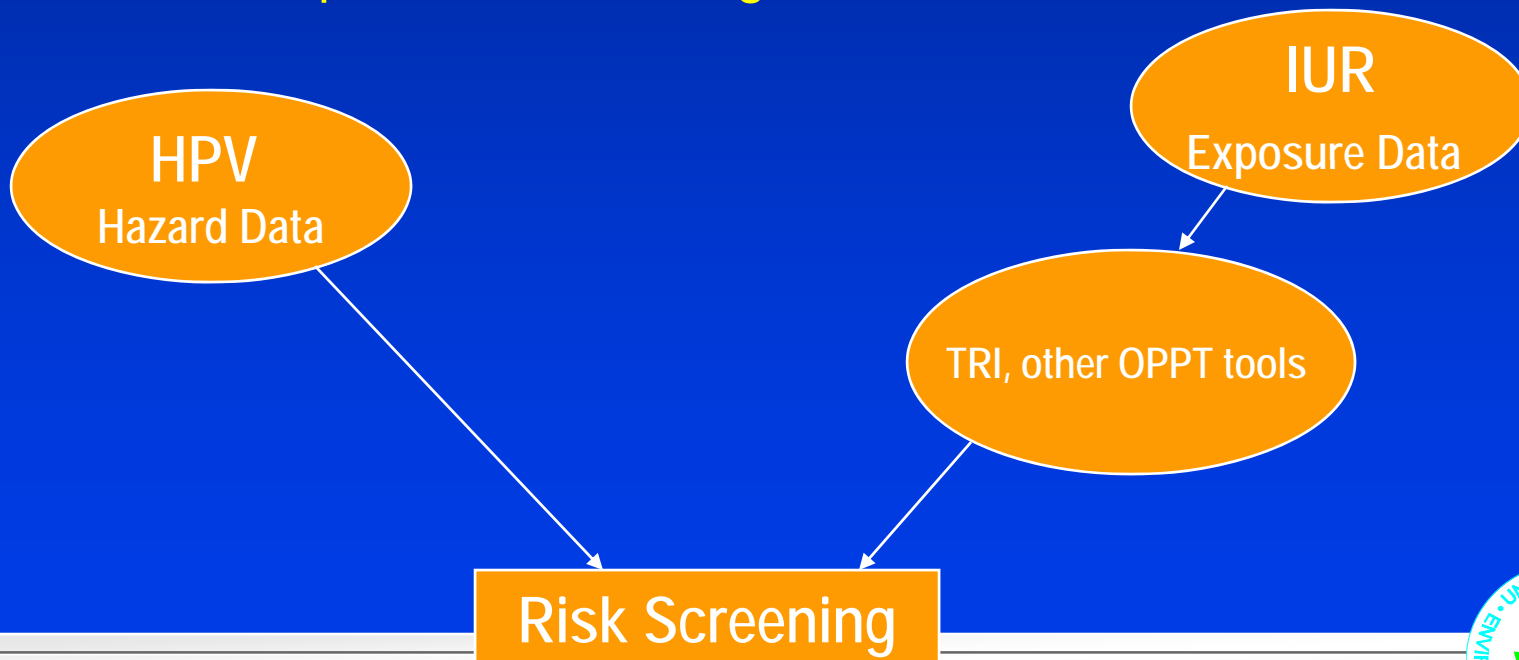 IUR
Exposure Data
HPV
Hazard Data
TRI, other OPPT tools
Risk Screening